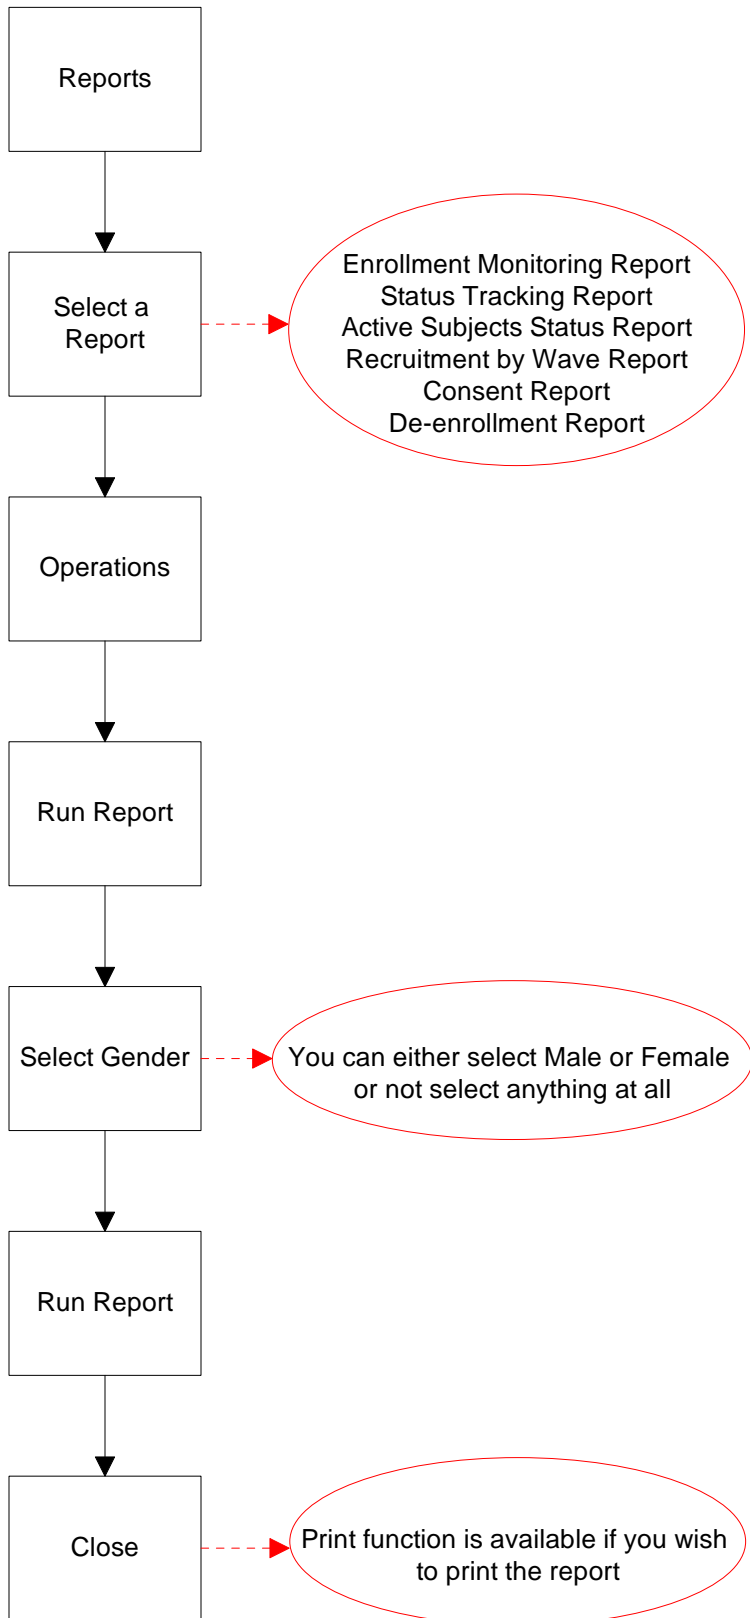 Reports
Select a
Report
Enrollment Monitoring Report
Status Tracking Report
Active Subjects Status Report
Recruitment by Wave Report
Consent Report
De-enrollment Report
Operations
Run Report
Select Gender
You can either select Male or Female
or not select anything at all
Run Report
Close
Print function is available if you wish
to print the report